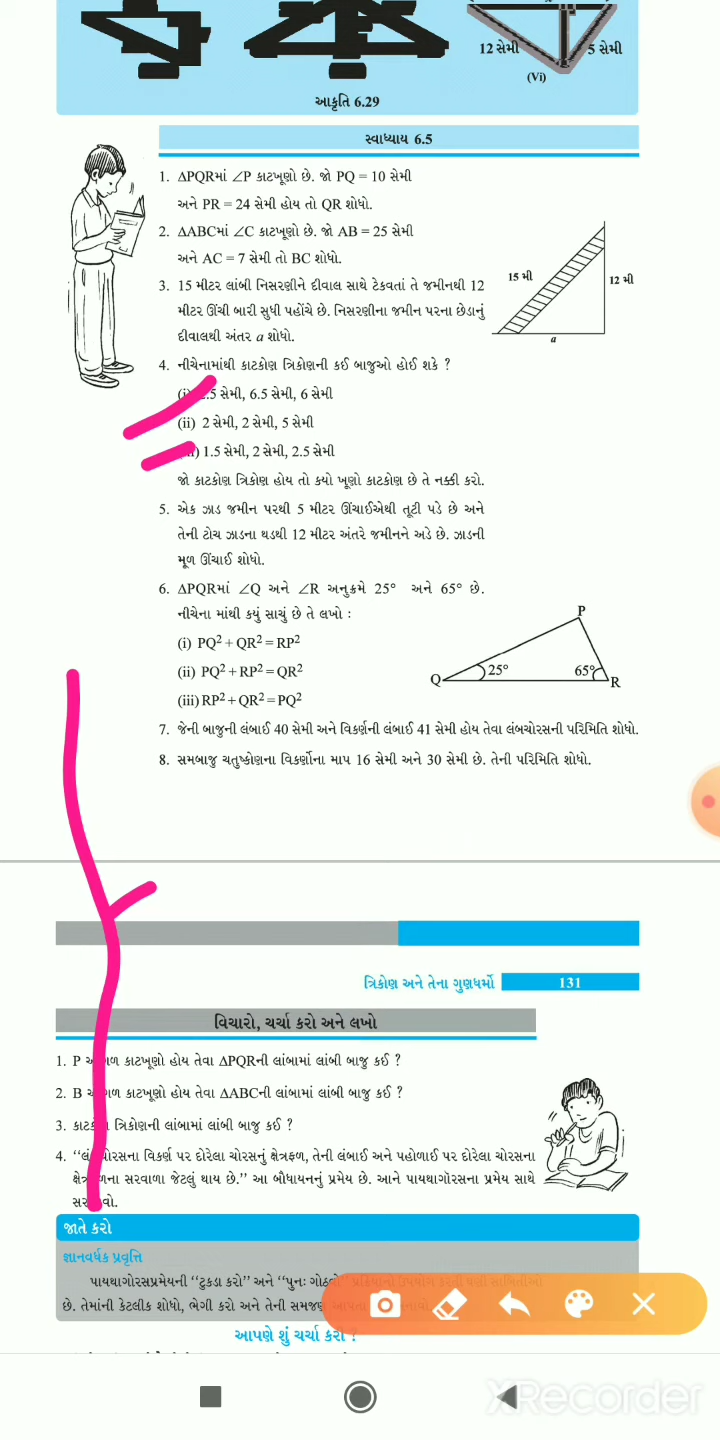 12 સેમી
5 સેમી
(Vi)
આકૃતિ 6.29
સ્વાધ્યાય 6.5
1. ΔPQRમાં ∠P કાટખૂણો છે. જો PQ = 10 સેમી
અને PR = 24 સેમી હોય તો QR શોધો.
2. ΔABCમાં ∠C કાટખૂણો છે. જો AB = 25 સેમી
અને AC = 7 સેમી તો BC શોધો.
3. 15 મીટર લાંબી નિસરણીને દીવાલ સાથે ટેકવતાં તે જમીનથી 12
મીટર ઊંચી બારી સુધી પહોંચે છે. નિસરણીના જમીન પરના છેડાનું
દીવાલથી અંતર a શોધો.
15 મી
12 મી
a
4. નીચેનામાંથી કાટકોણ ત્રિકોણની કઈ બાજુઓ હોઈ શકે ?
.5 સેમી, 6.5 સેમી, 6 સેમી
(ii) 2 સેમી, 2 સેમી, 5 સેમી
) 1.5 સેમી, 2 સેમી, 2.5 સેમી
જો કાટકોણ ત્રિકોણ હોય તો કયો ખૂણો કાટકોણ છે તે નક્કી કરો.
5. એક ઝાડ જમીન પરથી 5 મીટર ઊંચાઈએથી તૂટી પડે છે અને
તેની ટોચ ઝાડના થડથી 12 મીટર અંતરે જમીનને અડે છે. ઝાડની
મૂળ ઊંચાઈ શોધો.
6. ΔPQRમાં ∠Q અને ∠R અનુક્રમે 25° અને 65° છે.
નીચેના માંથી કયું સાચું છે તે લખો :
(i) PQ² + QR² = RP²
(ii) PQ² + RP² = QR²
(iii) RP² + QR² = PQ²
P
Q
25°
65°
R
7. જેની બાજુની લંબાઈ 40 સેમી અને વિકર્ણની લંબાઈ 41 સેમી હોય તેવા લંબચોરસની પરિમિતિ શોધો.
8. સમબાજુ ચતુષ્કોણના વિકર્ણોના માપ 16 સેમી અને 30 સેમી છે. તેની પરિમિતિ શોધો.
ત્રિકોણ અને તેના ગુણધર્મો 131
વિચારો, ચર્ચા કરો અને લખો
1. P કાટખૂણો હોય તેવા ΔPQRની લાંબામાં લાંબી બાજુ કઈ ?
2. B કાટખૂણો હોય તેવા ΔABCની લાંબામાં લાંબી બાજુ કઈ ?
3. ત્રિકોણની લાંબામાં લાંબી બાજુ કઈ ?
4. વિકર્ણ પર દોરેલા ચોરસનું ક્ષેત્રફળ, તેની લંબાઈ અને પહોળાઈ પર દોરેલા ચોરસના
સરવાળા જેટલું થાય છે.” આ બૌધાયનનું પ્રમેય છે. આને પાયથાગોરસના પ્રમેય સાથે
જાતે કરો
જ્ઞાનવર્ધક પ્રવૃત્તિ
પાયથાગોરસપ્રમેયની “ટુકડા કરો” અને “પુનઃ
છે. તેમાંની કેટલીક શોધો, ભેગી કરો અને તેની
આપણે શું ચર્ચા કરી ?
XRecorder